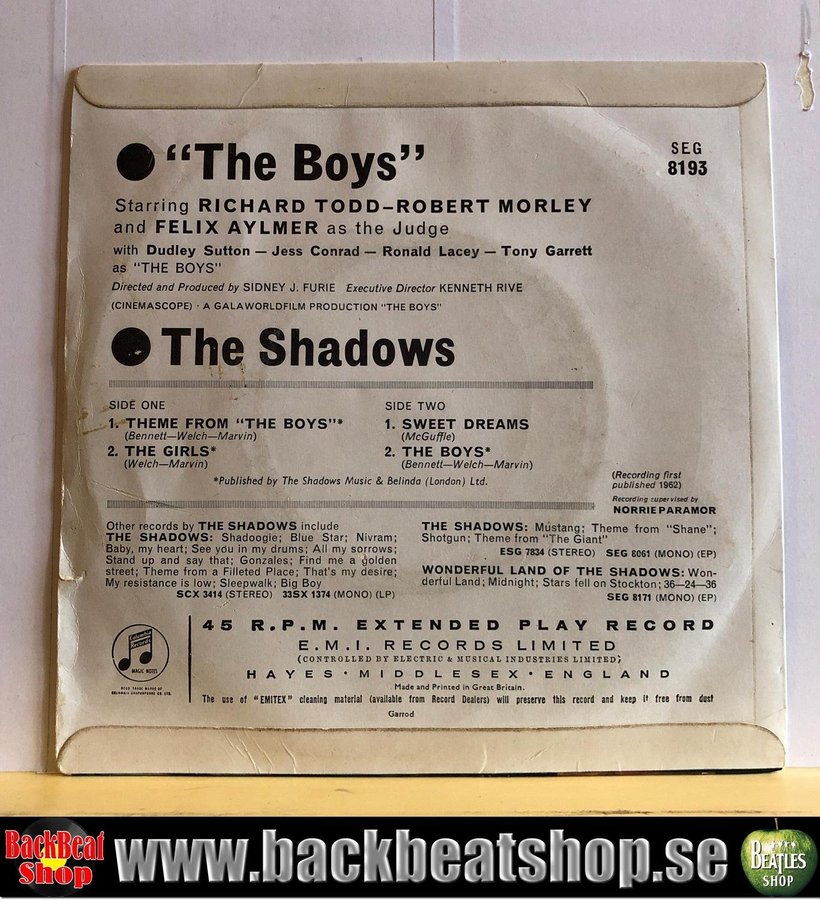 "The Boys"
SEG
8193
Starring RICHARD TODD–ROBERT MORLEY
and FELIX AYLMER as the Judge
with Dudley Sutton — Jess Conrad — Ronald Lacey — Tony Garrett
as "THE BOYS"
Directed and Produced by SIDNEY J. FURIE Executive Director KENNETH RIVE
(CINEMASCOPE) · A GALAWORLDFILM PRODUCTION "THE BOYS"
The Shadows
SIDE ONE
1. THEME FROM "THE BOYS"*
(Bennett—Welch—Marvin)
2. THE GIRLS*
(Welch—Marvin)
SIDE TWO
1. SWEET DREAMS
(McGuffie)
2. THE BOYS*
(Bennett—Welch—Marvin)
*Published by The Shadows Music & Belinda (London) Ltd.
(Recording first
published 1962)
Recording supervised by
NORRIE PARAMOR
Other records by THE SHADOWS include
THE SHADOWS: Shadoogie; Blue Star; Nivram;
Baby, my heart; See you in my drums; All my sorrows;
Stand up and say that; Gonzales; Find me a golden
street; Theme from a Filleted Place; That's my desire;
My resistance is low; Sleepwalk; Big Boy
SCX 3414 (STEREO) 33SX 1374 (MONO) (LP)
THE SHADOWS: Mustang; Theme from "Shane";
Shotgun; Theme from "The Giant"
ESG 7834 (STEREO) SEG 8061 (MONO) (EP)
WONDERFUL LAND OF THE SHADOWS: Won-
derful Land; Midnight; Stars fell on Stockton; 36—24—36
SEG 8171 (MONO) (EP)
Columbia
Records
MAGIC NOTES
REGD TRADE MARKS OF
COLUMBIA GRAPHOPHONE CO. LTD.
45 R.P.M. EXTENDED PLAY RECORD
E.M.I. RECORDS LIMITED
(CONTROLLED BY ELECTRIC & MUSICAL INDUSTRIES LIMITED)
HAYES · MIDDLESEX · ENGLAND
Made and Printed in Great Britain.
The use of "EMITEX" cleaning material (available from Record Dealers) will preserve this record and keep it free from dust
Garrod
BackBeat
Shop
www.backbeatshop.se
BEATLES
SHOP